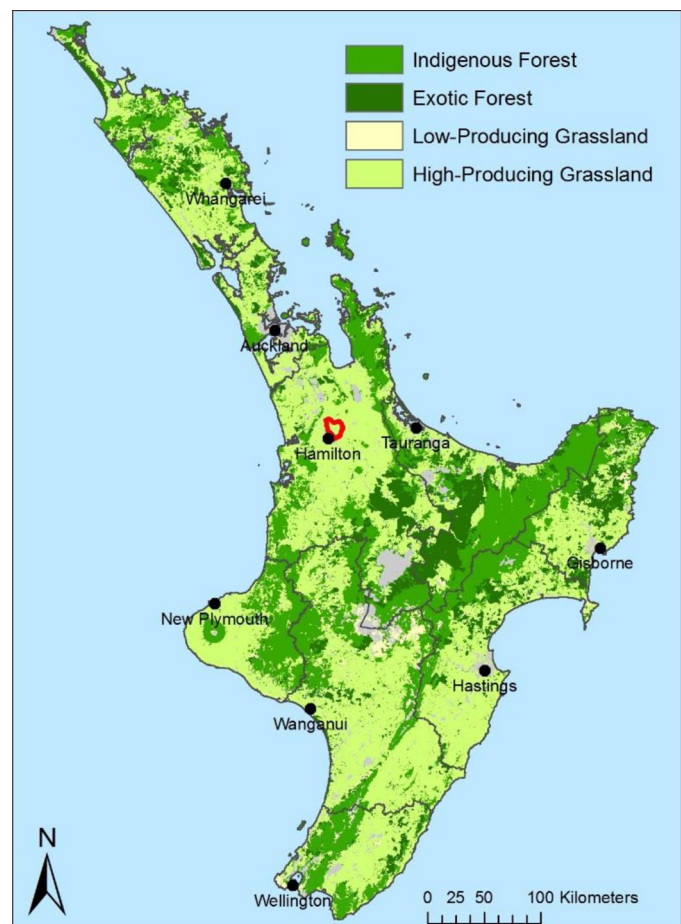 Indigenous Forest
Exotic Forest
Low-Producing Grassland
High-Producing Grassland
Whangarei
Auckland
Tauranga
Hamilton
Gisborne
New Plymouth
Hastings
Wanganui
N
Wellington
0 25 50 100 Kilometers